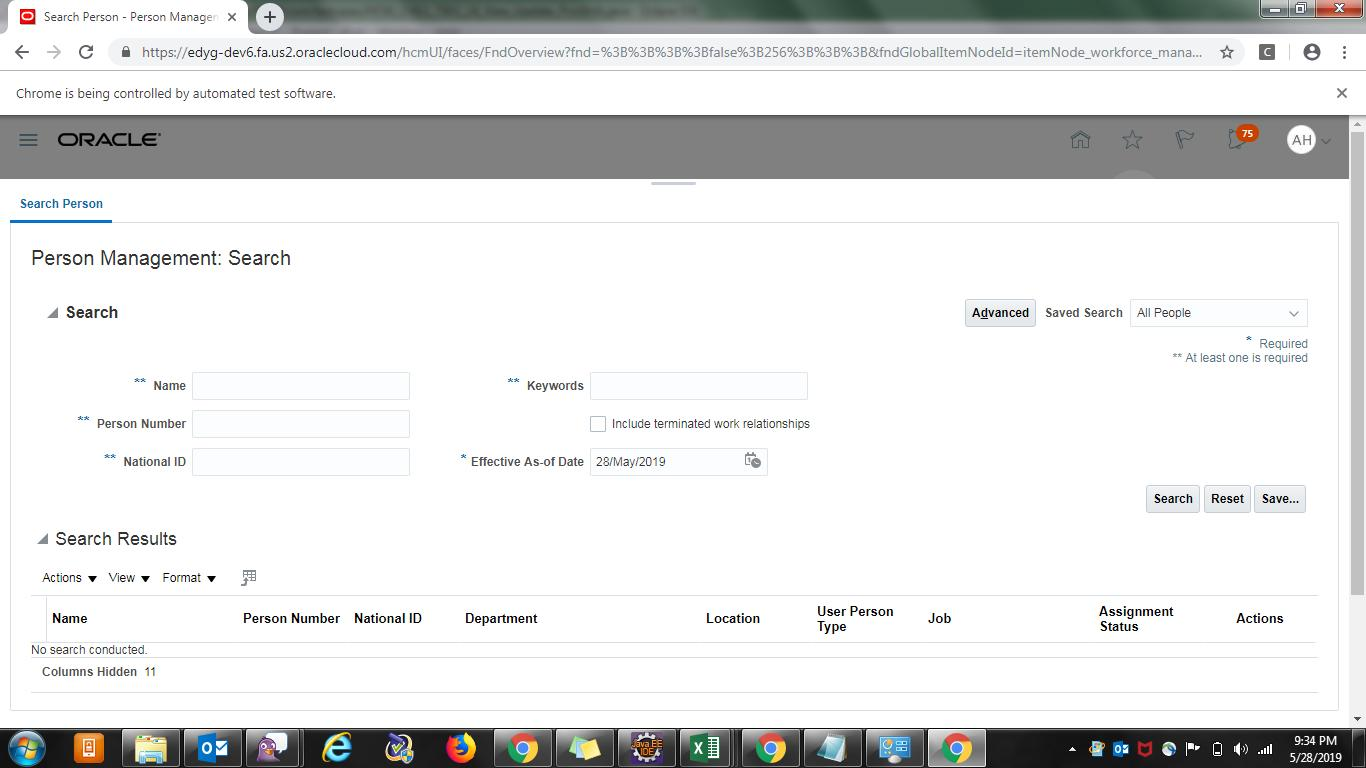 Search Person - Person Managen
https://edyg-dev6.fa.us2.oraclecloud.com/hcmUI/faces/FndOverview?fnd=%3B%3B%3B%3Bfalse%3B256%3B%3B%3B&fndGlobalItemNodeId=itemNode_workforce_mana...
C
Chrome is being controlled by automated test software.
ORACLE
75
AH
Search Person
Person Management: Search
Search
Advanced Saved Search All People
* Required
** At least one is required
** Name ** Keywords
** Person Number Include terminated work relationships
** National ID * Effective As-of Date 28/May/2019
Search Reset Save...
Search Results
Actions View Format
Name Person Number National ID Department Location User Person Type Job Assignment Status Actions
No search conducted.
Columns Hidden 11
Java EE
IDE
9:34 PM
5/28/2019